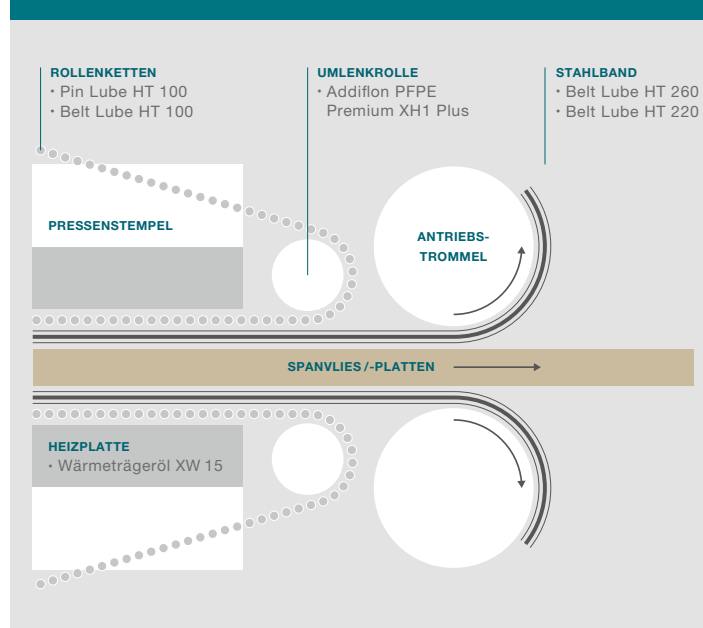 ROLLENKETTEN
• Pin Lube HT 100
• Belt Lube HT 100
UMLENKROLLE
• Addiflon PFPE
Premium XH1 Plus
STAHLBAND
• Belt Lube HT 260
• Belt Lube HT 220
PRESSENSTEMPEL
ANTRIEBS-
TROMMEL
SPANVLIES/-PLATTEN
HEIZPLATTE
• Wärmeträgeröl XW 15